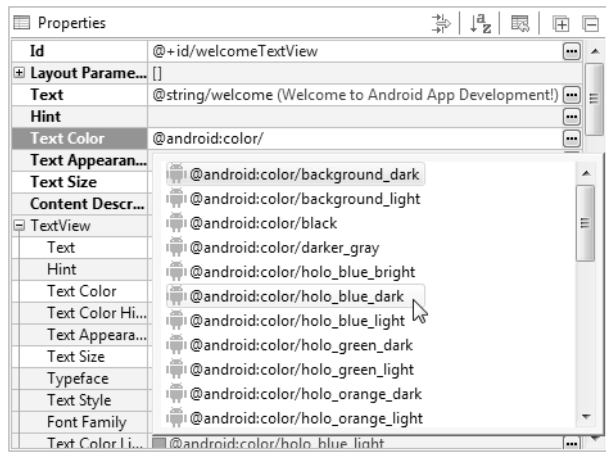 Properties
Id @+id/welcomeTextView
Layout Parame... []
Text @string/welcome (Welcome to Android App Development!)
Hint
Text Color @android:color/
Text Appearan...
@android:color/background_dark
Text Size
@android:color/background_light
Content Descr...
@android:color/black
TextView
@android:color/darker_gray
Text
Hint @android:color/holo_blue_bright
Text Color @android:color/holo_blue_dark
Text Color Hi... @android:color/holo_blue_light
Text Appeara... @android:color/holo_green_dark
Text Size
@android:color/holo_green_light
Typeface
Text Style @android:color/holo_orange_dark
Font Family @android:color/holo_orange_light
Text Color Li... @android:color/holo_blue_light